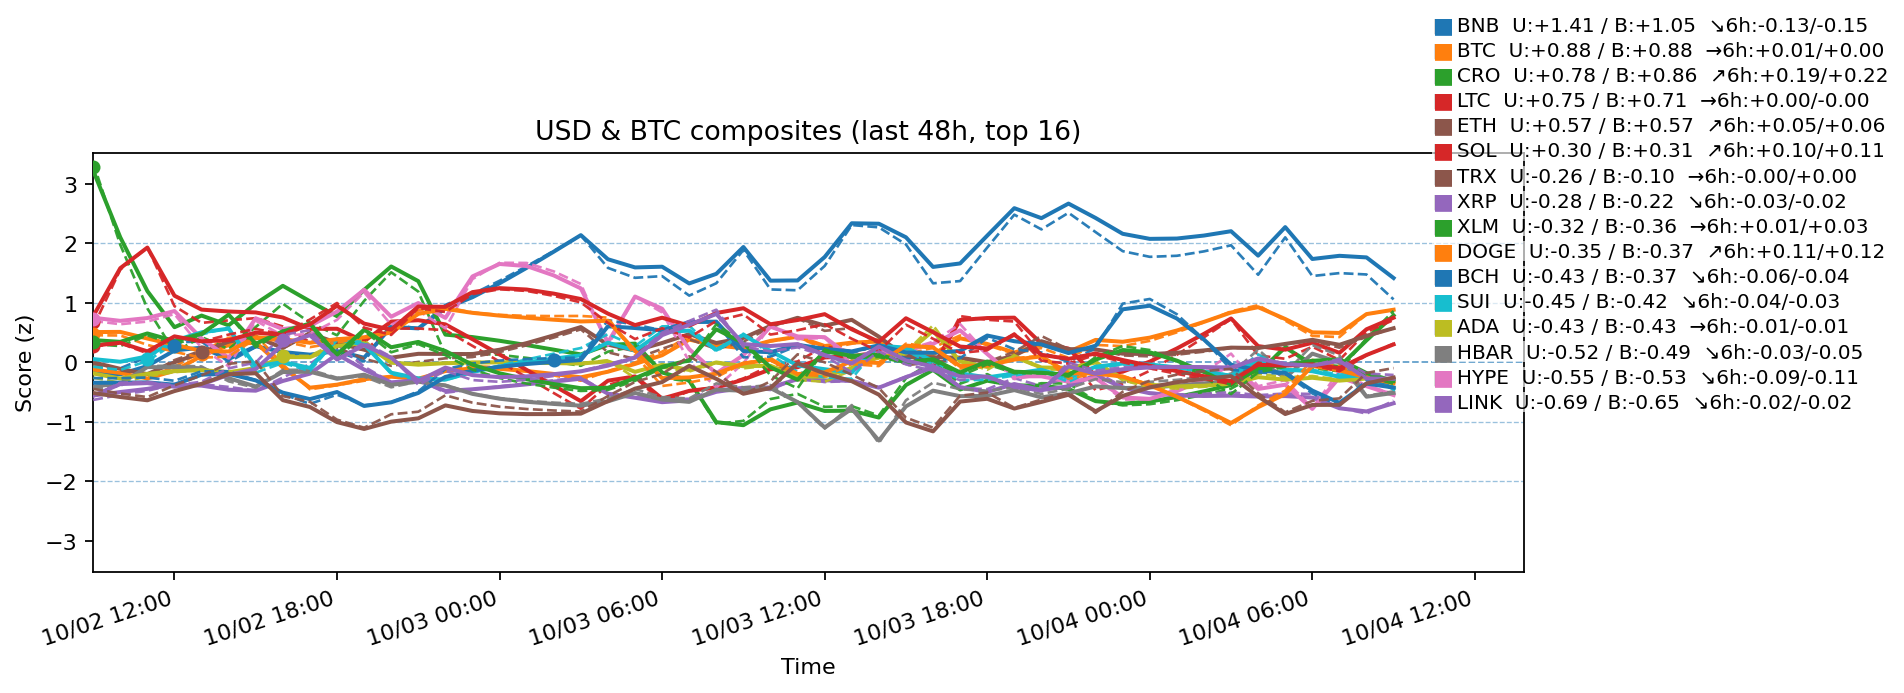 BNB  U:+1.41 / B:+1.05  ↘6h:-0.13/-0.15
BTC  U:+0.88 / B:+0.88  →6h:+0.01/+0.00
CRO  U:+0.78 / B:+0.86  ↗6h:+0.19/+0.22
LTC  U:+0.75 / B:+0.71  →6h:+0.00/-0.00
ETH  U:+0.57 / B:+0.57  ↗6h:+0.05/+0.06
SOL  U:+0.30 / B:+0.31  ↗6h:+0.10/+0.11
TRX  U:-0.26 / B:-0.10  →6h:-0.00/+0.00
XRP  U:-0.28 / B:-0.22  ↘6h:-0.03/-0.02
XLM  U:-0.32 / B:-0.36  →6h:+0.01/+0.03
DOGE  U:-0.35 / B:-0.37  ↗6h:+0.11/+0.12
BCH  U:-0.43 / B:-0.37  ↘6h:-0.06/-0.04
SUI  U:-0.45 / B:-0.42  ↘6h:-0.04/-0.03
ADA  U:-0.43 / B:-0.43  →6h:-0.01/-0.01
HBAR  U:-0.52 / B:-0.49  ↘6h:-0.03/-0.05
HYPE  U:-0.55 / B:-0.53  ↘6h:-0.09/-0.11
LINK  U:-0.69 / B:-0.65  ↘6h:-0.02/-0.02
USD & BTC composites (last 48h, top 16)
Score (z)
3
2
1
0
−1
−2
−3
10/02 12:00
10/02 18:00
10/03 00:00
10/03 06:00
10/03 12:00
10/03 18:00
10/04 00:00
10/04 06:00
10/04 12:00
Time